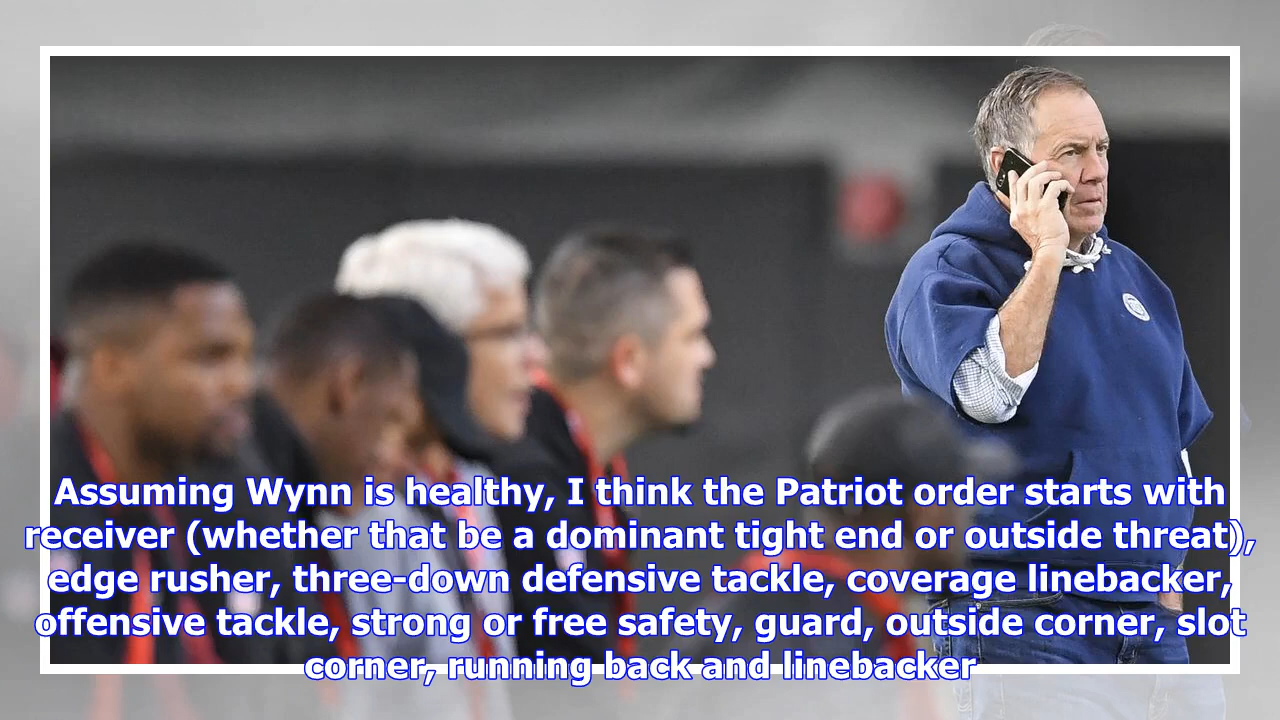 Assuming Wynn is healthy, I think the Patriot order starts with
receiver (whether that be a dominant tight end or outside threat),
edge rusher, three-down defensive tackle, coverage linebacker,
offensive tackle, strong or free safety, guard, outside corner, slot
corner, running back and linebacker